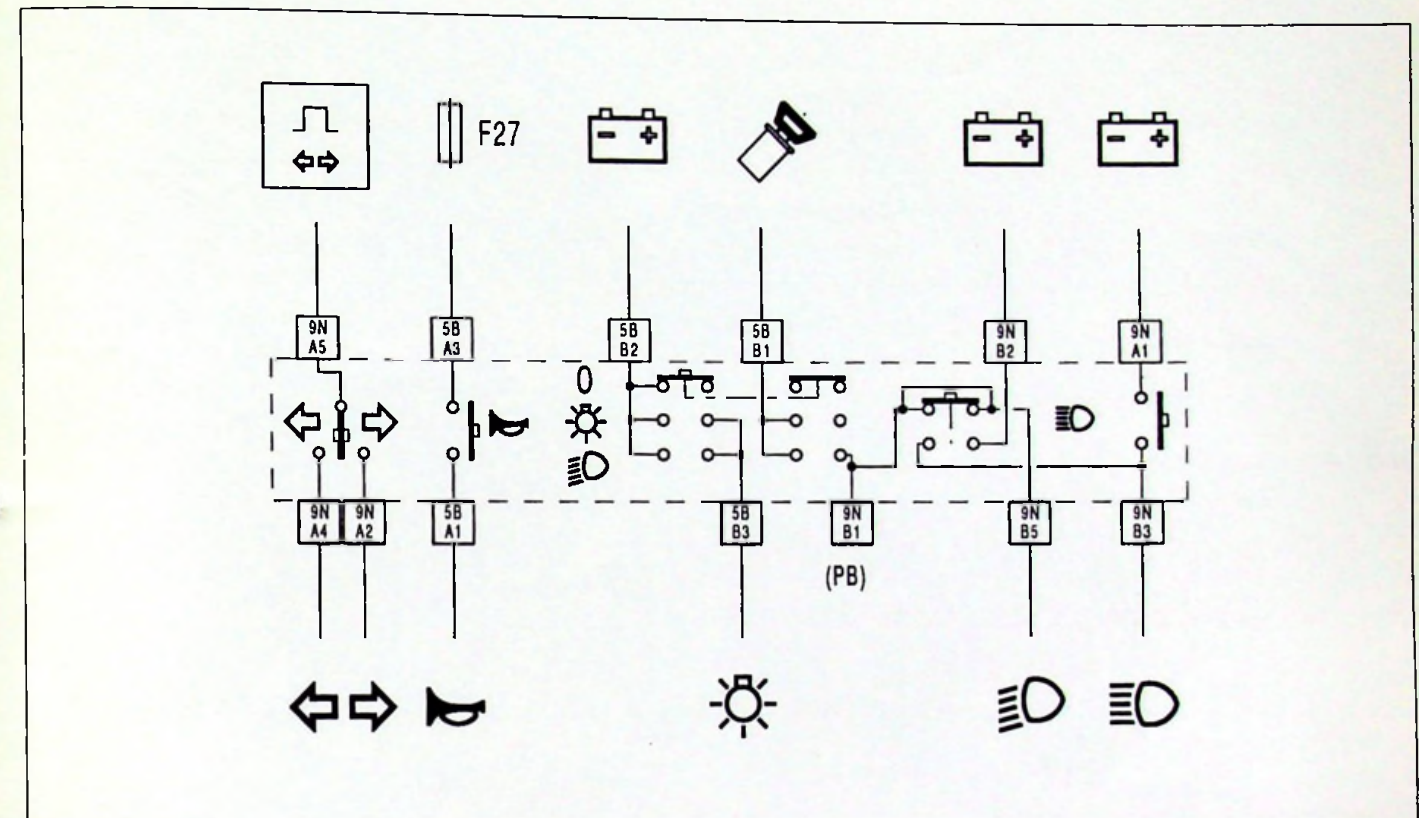 F27
9N A5
5B A3
5B B2
5B B1
9N B2
9N A1
0
9N A4
9N A2
5B A1
5B B3
9N B1
9N B5
9N B3
(PB)